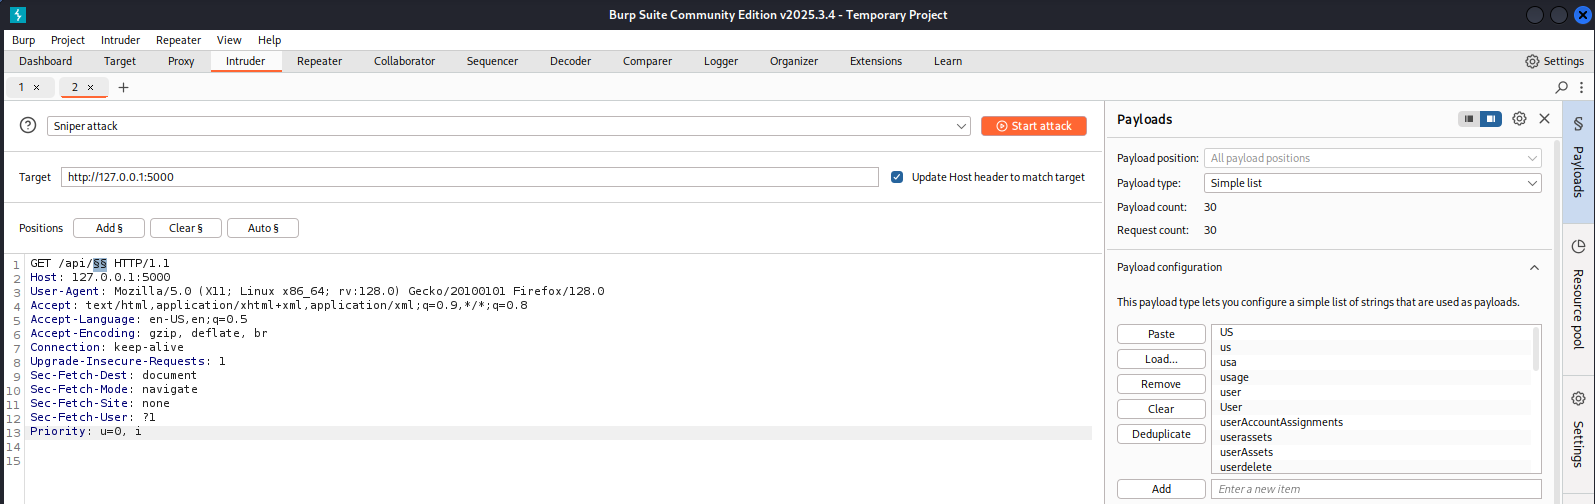 Burp Suite Community Edition v2025.3.4 - Temporary Project
Burp Project Intruder Repeater View Help
Dashboard Target Proxy Intruder Repeater Collaborator Sequencer Decoder Comparer Logger Organizer Extensions Learn Settings
1 × 2 × +
Sniper attack
Start attack
Target http://127.0.0.1:5000 Update Host header to match target
Positions Add § Clear § Auto §
1 GET /api/§§ HTTP/1.1
2 Host: 127.0.0.1:5000
3 User-Agent: Mozilla/5.0 (X11; Linux x86_64; rv:128.0) Gecko/20100101 Firefox/128.0
4 Accept: text/html,application/xhtml+xml,application/xml;q=0.9,*/*;q=0.8
5 Accept-Language: en-US,en;q=0.5
6 Accept-Encoding: gzip, deflate, br
7 Connection: keep-alive
8 Upgrade-Insecure-Requests: 1
9 Sec-Fetch-Dest: document
10 Sec-Fetch-Mode: navigate
11 Sec-Fetch-Site: none
12 Sec-Fetch-User: ?1
13 Priority: u=0, i
14
15
Payloads
Payload position: All payload positions
Payload type: Simple list
Payload count: 30
Request count: 30
Payload configuration
This payload type lets you configure a simple list of strings that are used as payloads.
Paste
Load...
Remove
Clear
Deduplicate
US
us
usa
usage
user
User
userAccountAssignments
userassets
userAssets
userdelete
Add Enter a new item
§ Payloads
Resource pool
Settings